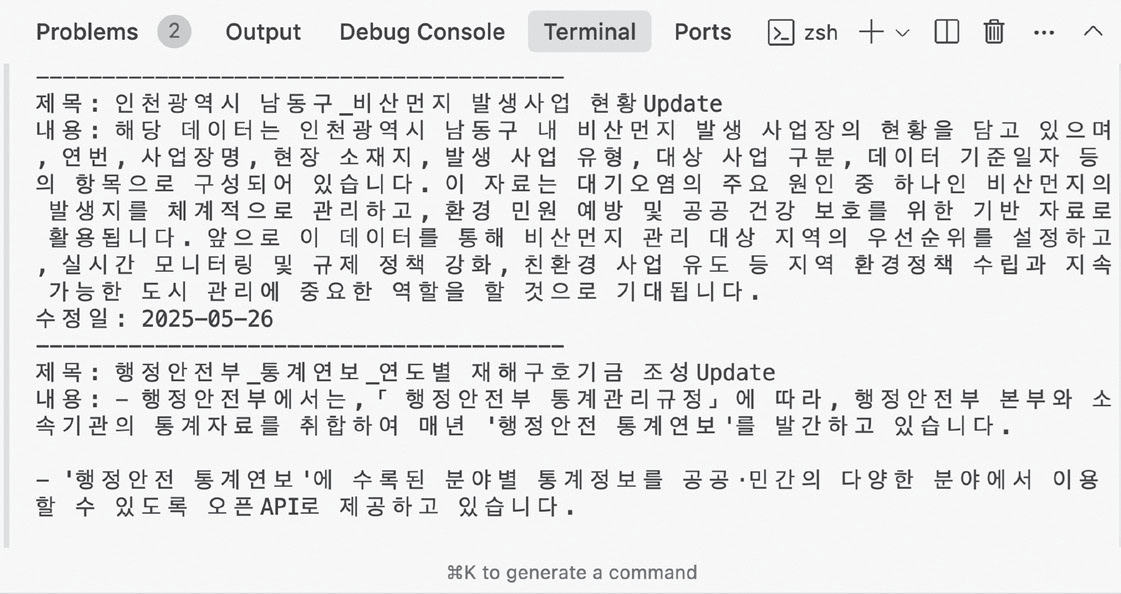 Problems 2 Output Debug Console Terminal Ports zsh
----------------------------------------
제목: 인천광역시 남동구_비산먼지 발생사업 현황Update
내용: 해당 데이터는 인천광역시 남동구 내 비산먼지 발생 사업장의 현황을 담고 있으며
, 연번, 사업장명, 현장 소재지, 발생 사업 유형, 대상 사업 구분, 데이터 기준일자 등
의 항목으로 구성되어 있습니다. 이 자료는 대기오염의 주요 원인 중 하나인 비산먼지의
발생지를 체계적으로 관리하고, 환경 민원 예방 및 공공 건강 보호를 위한 기반 자료로
활용됩니다. 앞으로 이 데이터를 통해 비산먼지 관리 대상 지역의 우선순위를 설정하고
, 실시간 모니터링 및 규제 정책 강화, 친환경 사업 유도 등 지역 환경정책 수립과 지속
가능한 도시 관리에 중요한 역할을 할 것으로 기대됩니다.
수정일: 2025-05-26
----------------------------------------
제목: 행정안전부_통계연보_연도별 재해구호기금 조성Update
내용: - 행정안전부에서는,「 행정안전부 통계관리규정」에 따라, 행정안전부 본부와 소
속기관의 통계자료를 취합하여 매년 '행정안전 통계연보'를 발간하고 있습니다.
- '행정안전 통계연보'에 수록된 분야별 통계정보를 공공·민간의 다양한 분야에서 이용
할 수 있도록 오픈API로 제공하고 있습니다.
⌘K to generate a command